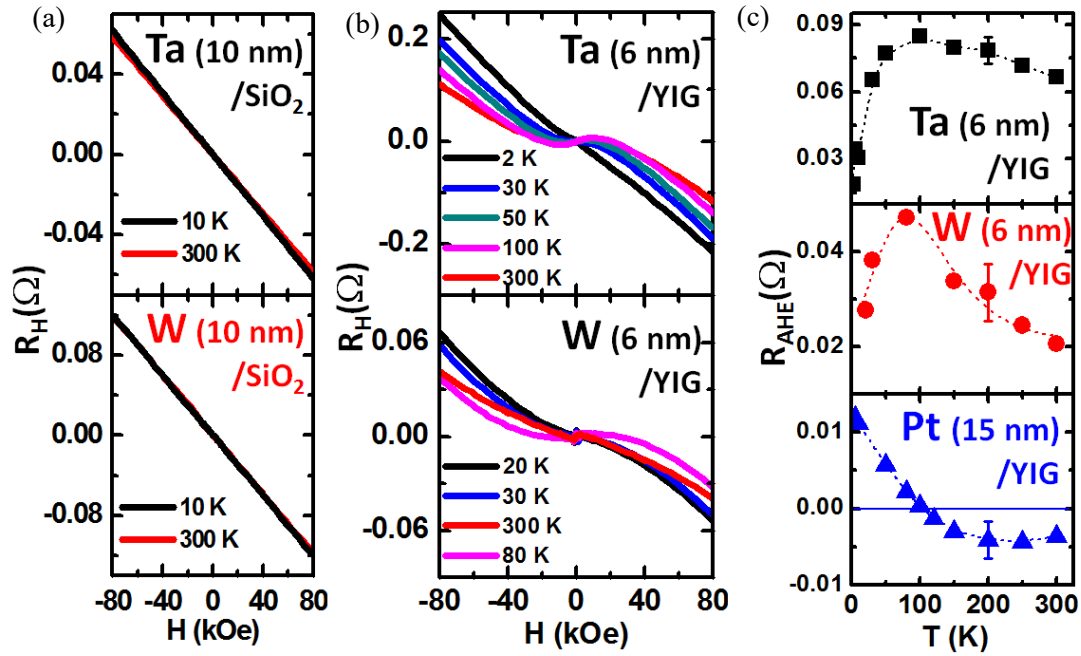 (a)
R_H(Ω)
0.04
0.00
-0.04
Ta (10 nm)
/SiO₂
10 K
300 K
0.08
0.00
-0.08
W (10 nm)
/SiO₂
10 K
300 K
-80 -40 0 40 80
H (kOe)
(b)
R_H(Ω)
0.2
0.0
-0.2
Ta (6 nm)
/YIG
2 K
30 K
50 K
100 K
300 K
0.06
0.00
-0.06
W (6 nm)
/YIG
20 K
30 K
300 K
80 K
-80 -40 0 40 80
H (kOe)
(c)
R_AHE(Ω)
0.09
0.06
0.03
Ta (6 nm)
/YIG
0.04
0.02
W (6 nm)
/YIG
0.01
0.00
-0.01
Pt (15 nm)
/YIG
0 100 200 300
T (K)